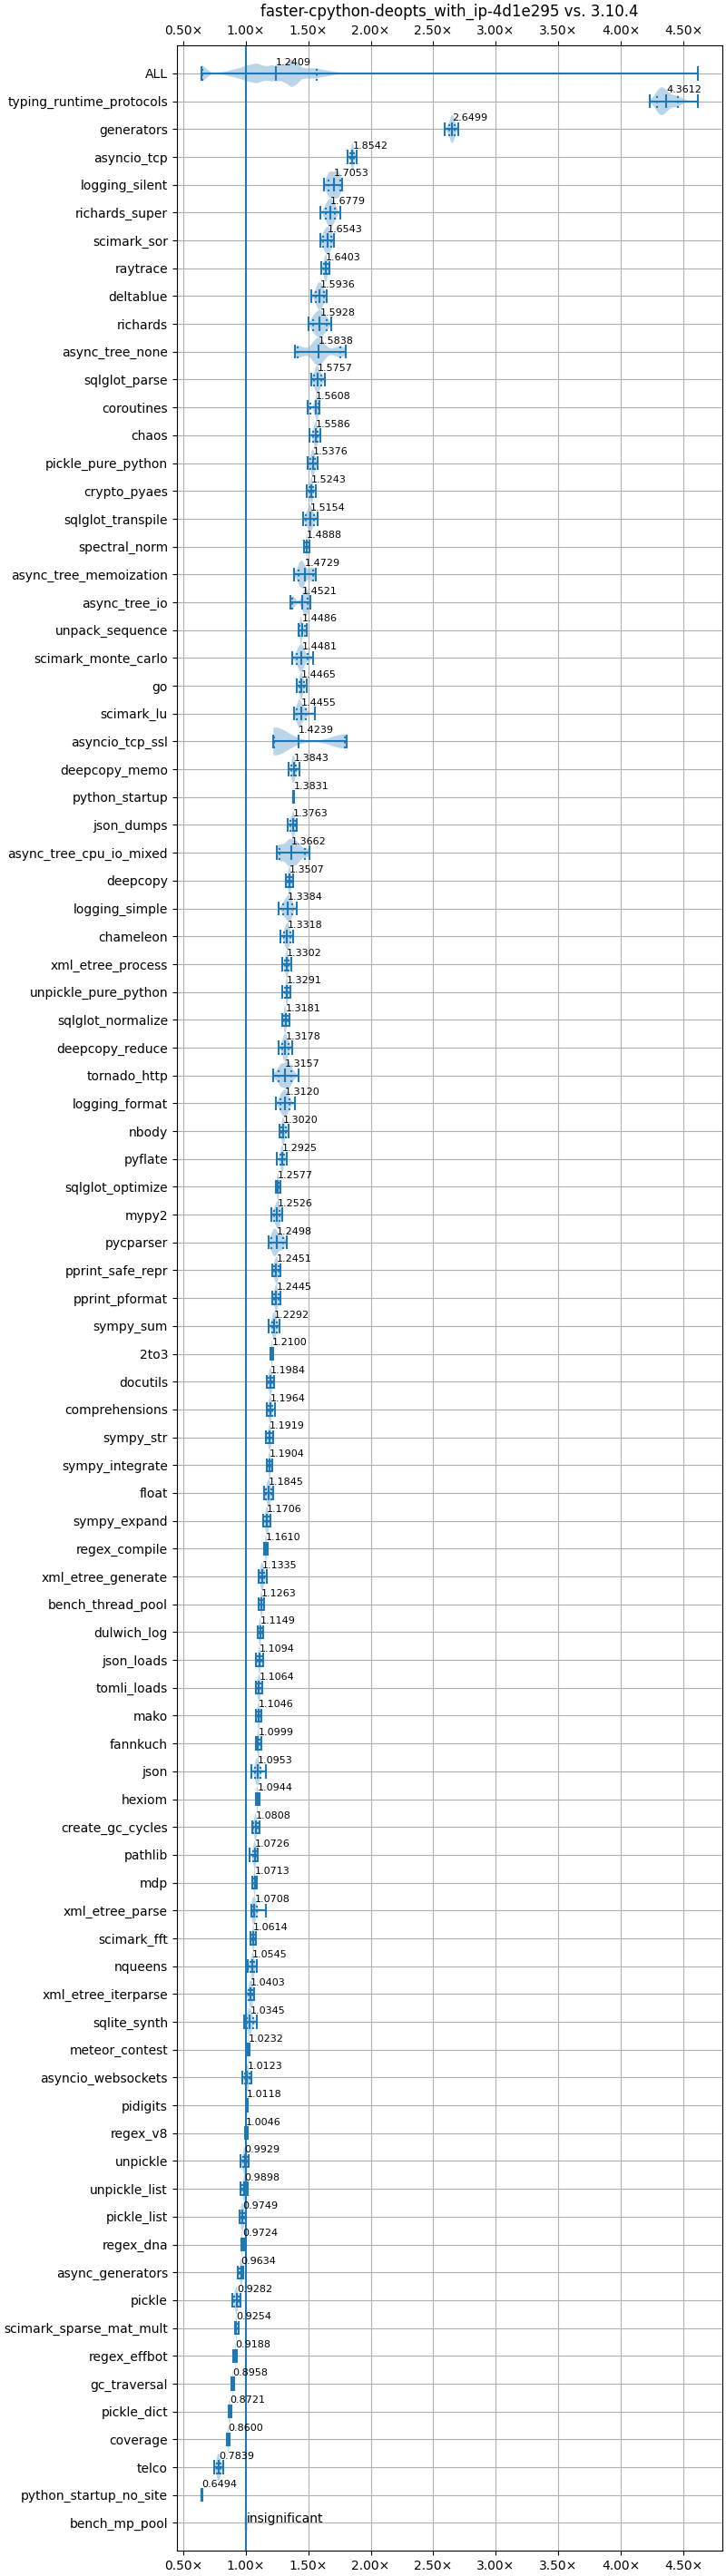 faster-cpython-deopts_with_ip-4d1e295 vs. 3.10.4
0.50× 1.00× 1.50× 2.00× 2.50× 3.00× 3.50× 4.00× 4.50×
ALL 1.2409
typing_runtime_protocols 4.3612
generators 2.6499
asyncio_tcp 1.8542
logging_silent 1.7053
richards_super 1.6779
scimark_sor 1.6543
raytrace 1.6403
deltablue 1.5936
richards 1.5928
async_tree_none 1.5838
sqlglot_parse 1.5757
coroutines 1.5608
chaos 1.5586
pickle_pure_python 1.5376
crypto_pyaes 1.5243
sqlglot_transpile 1.5154
spectral_norm 1.4888
async_tree_memoization 1.4729
async_tree_io 1.4521
unpack_sequence 1.4486
scimark_monte_carlo 1.4481
go 1.4465
scimark_lu 1.4455
asyncio_tcp_ssl 1.4239
deepcopy_memo 1.3843
python_startup 1.3831
json_dumps 1.3763
async_tree_cpu_io_mixed 1.3662
deepcopy 1.3507
logging_simple 1.3384
chameleon 1.3318
xml_etree_process 1.3302
unpickle_pure_python 1.3291
sqlglot_normalize 1.3181
deepcopy_reduce 1.3178
tornado_http 1.3157
logging_format 1.3120
nbody 1.3020
pyflate 1.2925
sqlglot_optimize 1.2577
mypy2 1.2526
pycparser 1.2498
pprint_safe_repr 1.2451
pprint_pformat 1.2445
sympy_sum 1.2292
2to3 1.2100
docutils 1.1984
comprehensions 1.1964
sympy_str 1.1919
sympy_integrate 1.1904
float 1.1845
sympy_expand 1.1706
regex_compile 1.1610
xml_etree_generate 1.1335
bench_thread_pool 1.1263
dulwich_log 1.1149
json_loads 1.1094
tomli_loads 1.1064
mako 1.1046
fannkuch 1.0999
json 1.0953
hexiom 1.0944
create_gc_cycles 1.0808
pathlib 1.0726
mdp 1.0713
xml_etree_parse 1.0708
scimark_fft 1.0614
nqueens 1.0545
xml_etree_iterparse 1.0403
sqlite_synth 1.0345
meteor_contest 1.0232
asyncio_websockets 1.0123
pidigits 1.0118
regex_v8 1.0046
unpickle 0.9929
unpickle_list 0.9898
pickle_list 0.9749
regex_dna 0.9724
async_generators 0.9634
pickle 0.9282
scimark_sparse_mat_mult 0.9254
regex_effbot 0.9188
gc_traversal 0.8958
pickle_dict 0.8721
coverage 0.8600
telco 0.7839
python_startup_no_site 0.6494
bench_mp_pool insignificant
0.50× 1.00× 1.50× 2.00× 2.50× 3.00× 3.50× 4.00× 4.50×